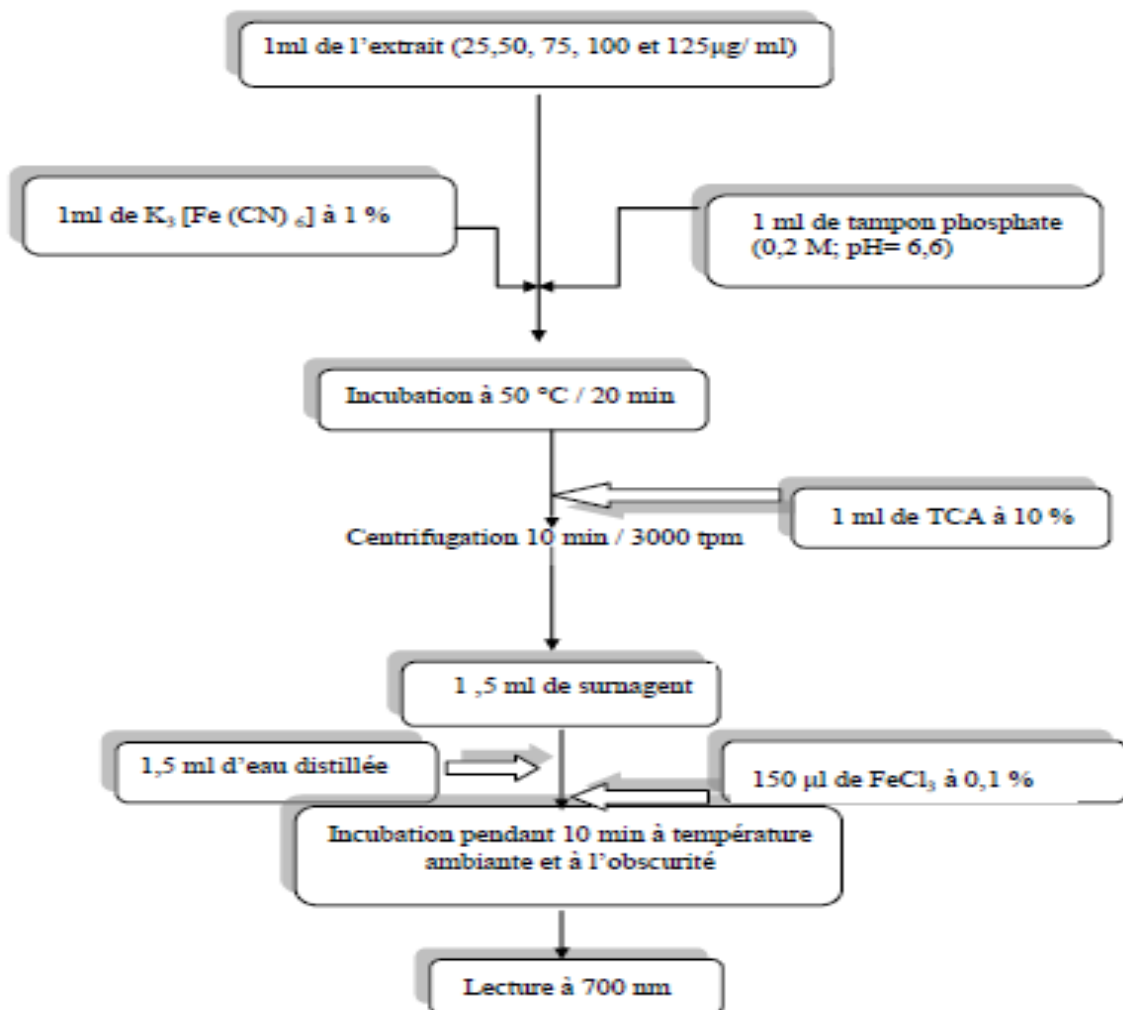 1ml de l’extrait (25,50, 75, 100 et 125µg/ ml)
1ml de K₃ [Fe (CN) ₆] à 1 %
1 ml de tampon phosphate
(0,2 M; pH= 6,6)
Incubation à 50 °C / 20 min
1 ml de TCA à 10 %
Centrifugation 10 min / 3000 tpm
1 ,5 ml de surnagent
1,5 ml d’eau distillée
150 µl de FeCl₃ à 0,1 %
Incubation pendant 10 min à température
ambiante et à l’obscurité
Lecture à 700 nm